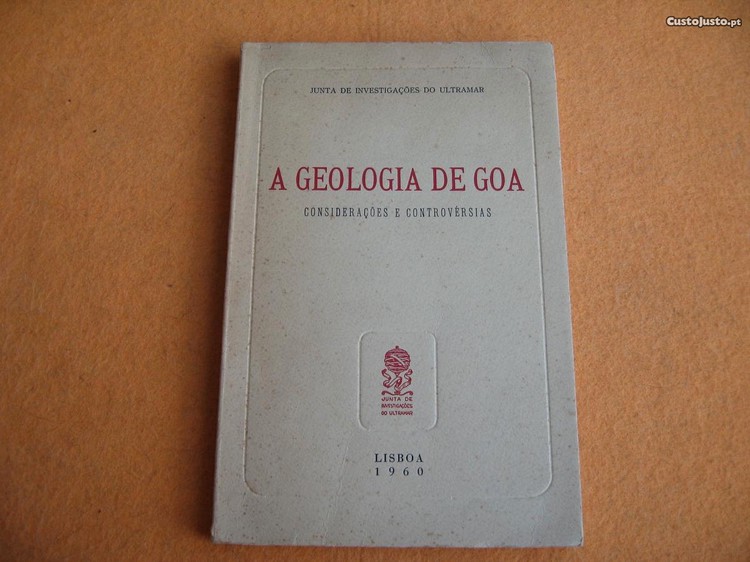 CustoJusto.pt
JUNTA DE INVESTIGAÇÕES DO ULTRAMAR
A GEOLOGIA DE GOA
CONSIDERAÇÕES E CONTROVÉRSIAS
JUNTA DE
INVESTIGAÇÕES
DO ULTRAMAR
LISBOA
1960